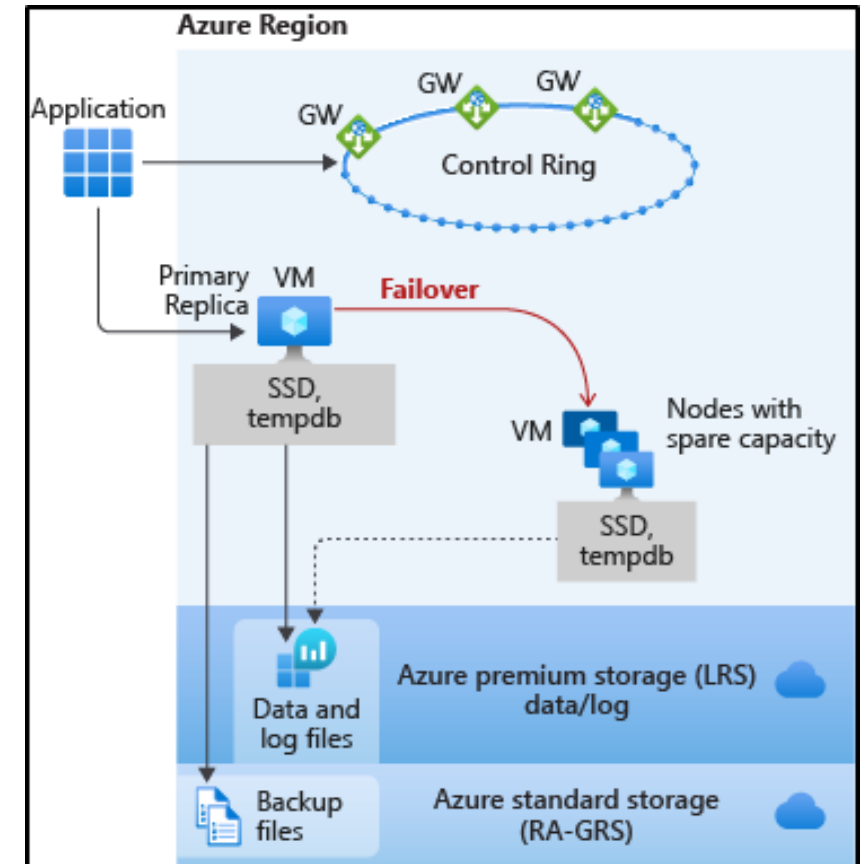 Azure Region
GW
GW
GW
Application
Control Ring
Primary
Replica
VM
Failover
SSD,
tempdb
VM
Nodes with
spare capacity
SSD,
tempdb
Data and
log files
Azure premium storage (LRS)
data/log
Backup
files
Azure standard storage
(RA-GRS)